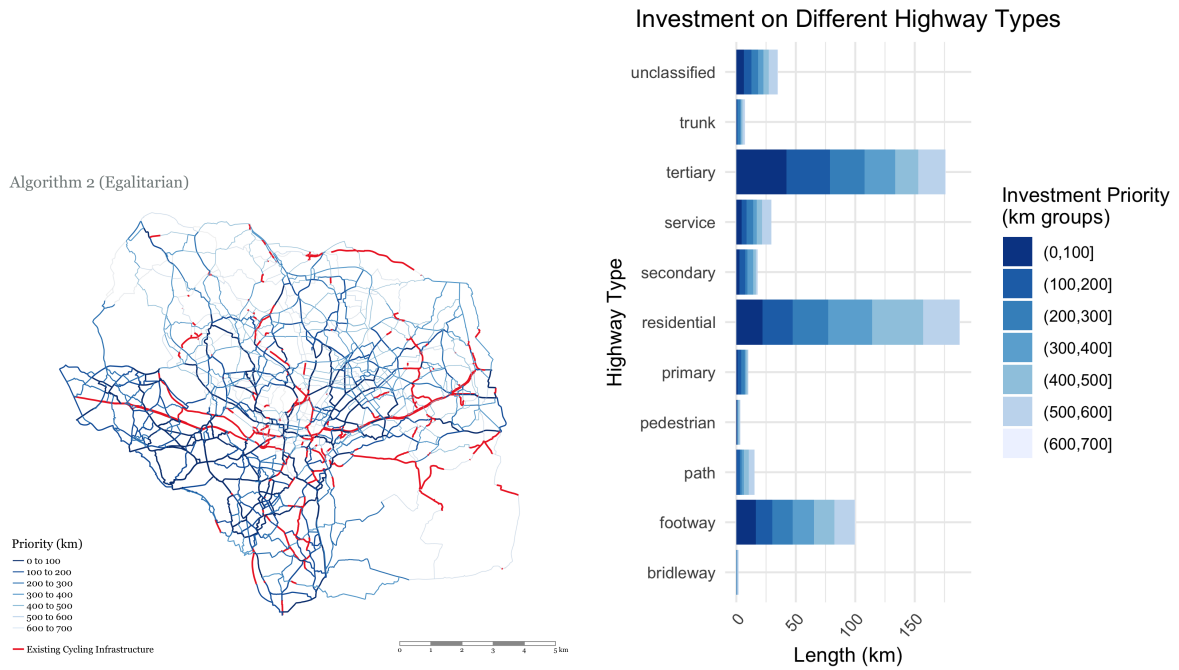 Algorithm 2 (Egalitarian)
Priority (km)
0 to 100
100 to 200
200 to 300
300 to 400
400 to 500
500 to 600
600 to 700
Existing Cycling Infrastructure
0 1 2 3 4 5 km
Investment on Different Highway Types
Highway Type
unclassified
trunk
tertiary
service
secondary
residential
primary
pedestrian
path
footway
bridleway
0 50 100 150
Length (km)
Investment Priority
(km groups)
(0,100]
(100,200]
(200,300]
(300,400]
(400,500]
(500,600]
(600,700]